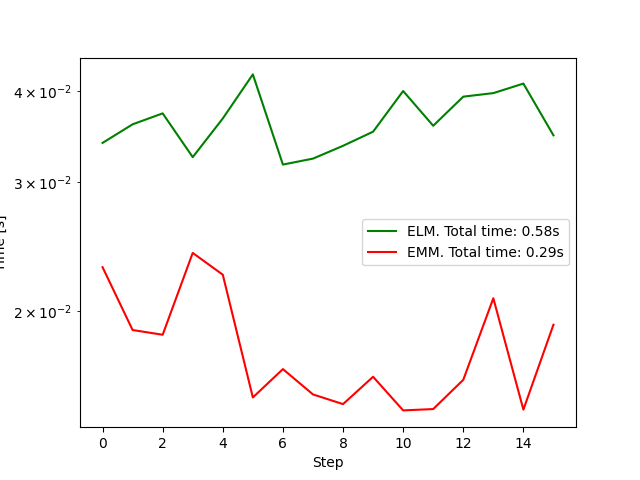 4 × 10⁻²
3 × 10⁻²
2 × 10⁻²
ELM. Total time: 0.58s
EMM. Total time: 0.29s
0 2 4 6 8 10 12 14
Step